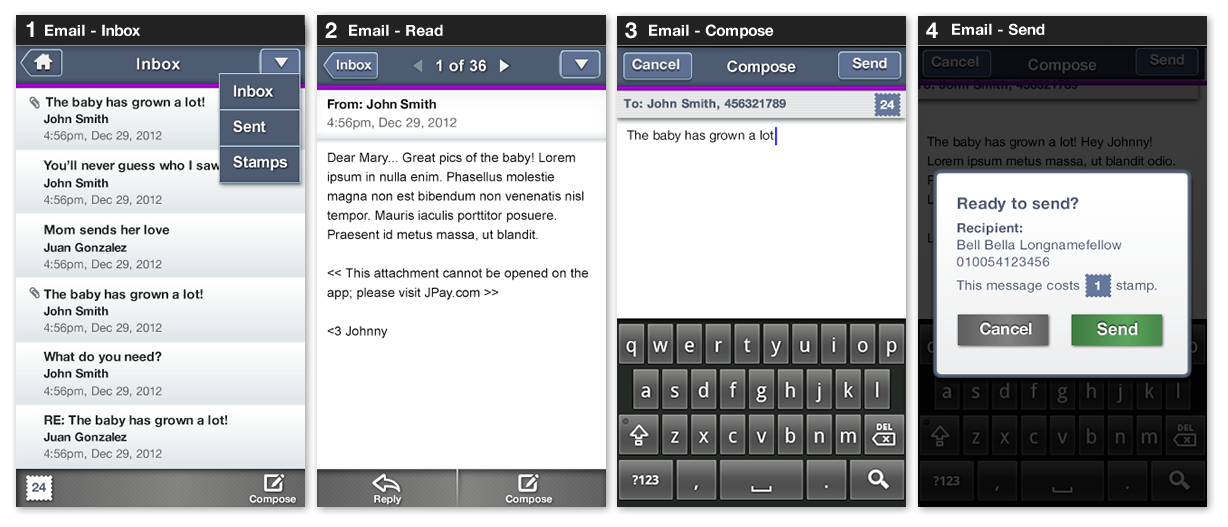 1 Email - Inbox
Inbox
Inbox
Sent
Stamps
The baby has grown a lot!
John Smith
4:56pm, Dec 29, 2012
You'll never guess who I saw
John Smith
4:56pm, Dec 29, 2012
Mom sends her love
Juan Gonzalez
4:56pm, Dec 29, 2012
The baby has grown a lot!
John Smith
4:56pm, Dec 29, 2012
What do you need?
John Smith
4:56pm, Dec 29, 2012
RE: The baby has grown a lot!
Juan Gonzalez
4:56pm, Dec 29, 2012
24
Compose
2 Email - Read
Inbox
1 of 36
From: John Smith
4:56pm, Dec 29, 2012
Dear Mary... Great pics of the baby! Lorem
ipsum in nulla enim. Phasellus molestie
magna non est bibendum non venenatis nisl
tempor. Mauris iaculis porttitor posuere.
Praesent id metus massa, ut blandit.
<< This attachment cannot be opened on the
app; please visit JPay.com >>
<3 Johnny
Reply
Compose
3 Email - Compose
Cancel
Compose
Send
To: John Smith, 456321789
24
The baby has grown a lot
q w e r t y u i o p
a s d f g h j k l
z x c v b n m DEL
?123 , .
4 Email - Send
Cancel
Compose
Send
To: John Smith, 456321789
The baby has grown a lot! Hey Johnny!
Lorem ipsum metus massa, ut blandit odio.
Ready to send?
Recipient:
Bell Bella Longnamefellow
010054123456
This message costs 1 stamp.
Cancel
Send
a s d f g h j k l
z x c v b n m DEL
?123 , .